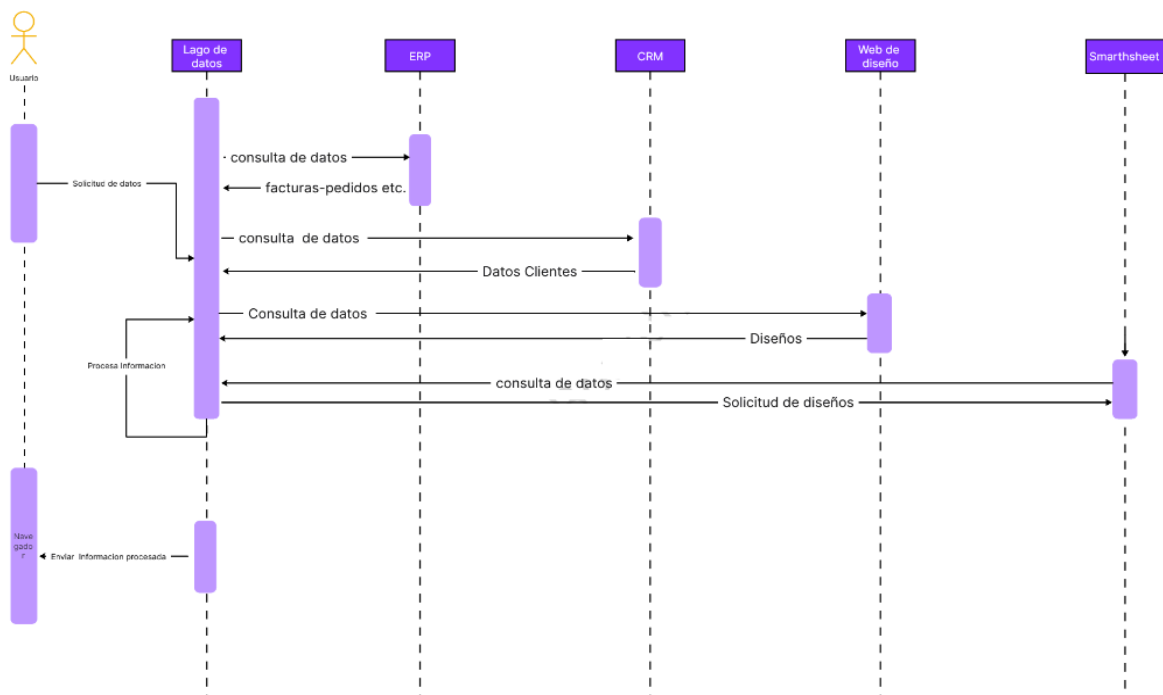 Usuario
Lago de
datos
ERP
CRM
Web de
diseño
Smarthsheet
consulta de datos
Solicitud de datos
facturas-pedidos etc.
consulta de datos
Datos Clientes
Consulta de datos
Diseños
Procesa Informacion
consulta de datos
Solicitud de diseños
Nave
gado
r
Enviar Informacion procesada